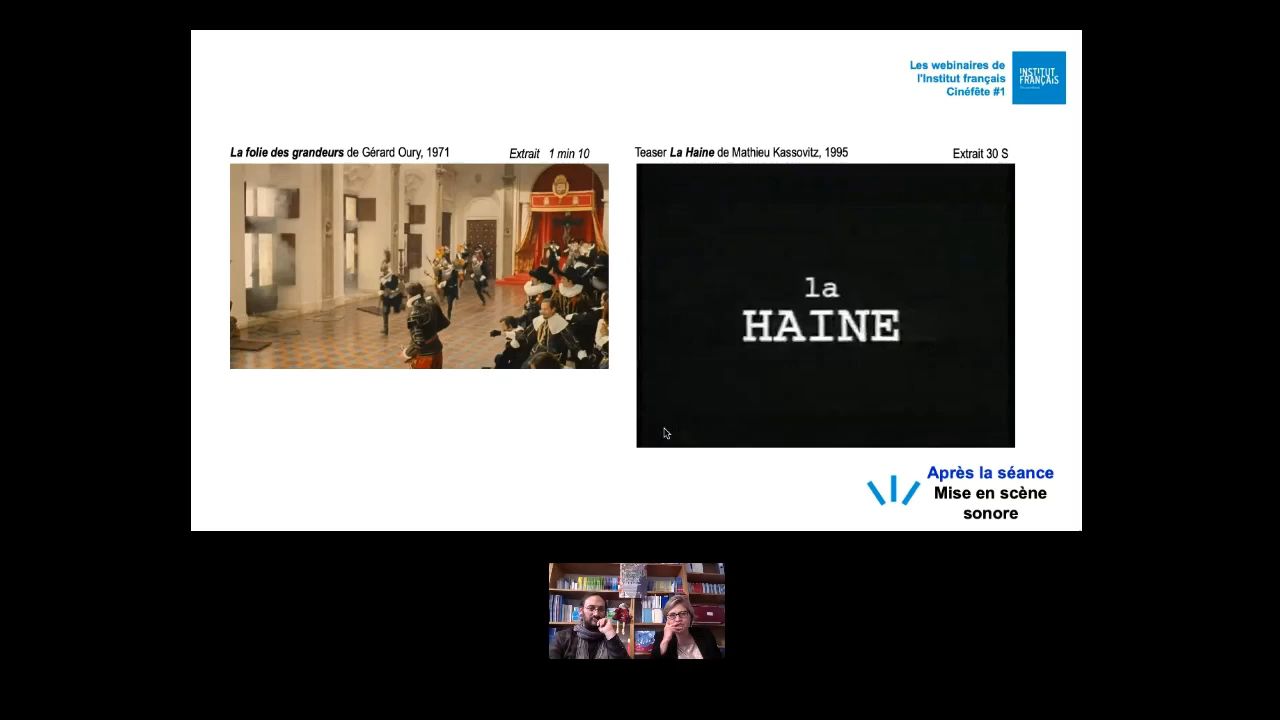 Les webinaires de
l'Institut français
Cinéfête #1
INSTITUT
FRANÇAIS
La folie des grandeurs de Gérard Oury, 1971
Extrait 1 min 10
Teaser La Haine de Mathieu Kassovitz, 1995
Extrait 30 S
la
HAINE
Après la séance
Mise en scène
sonore